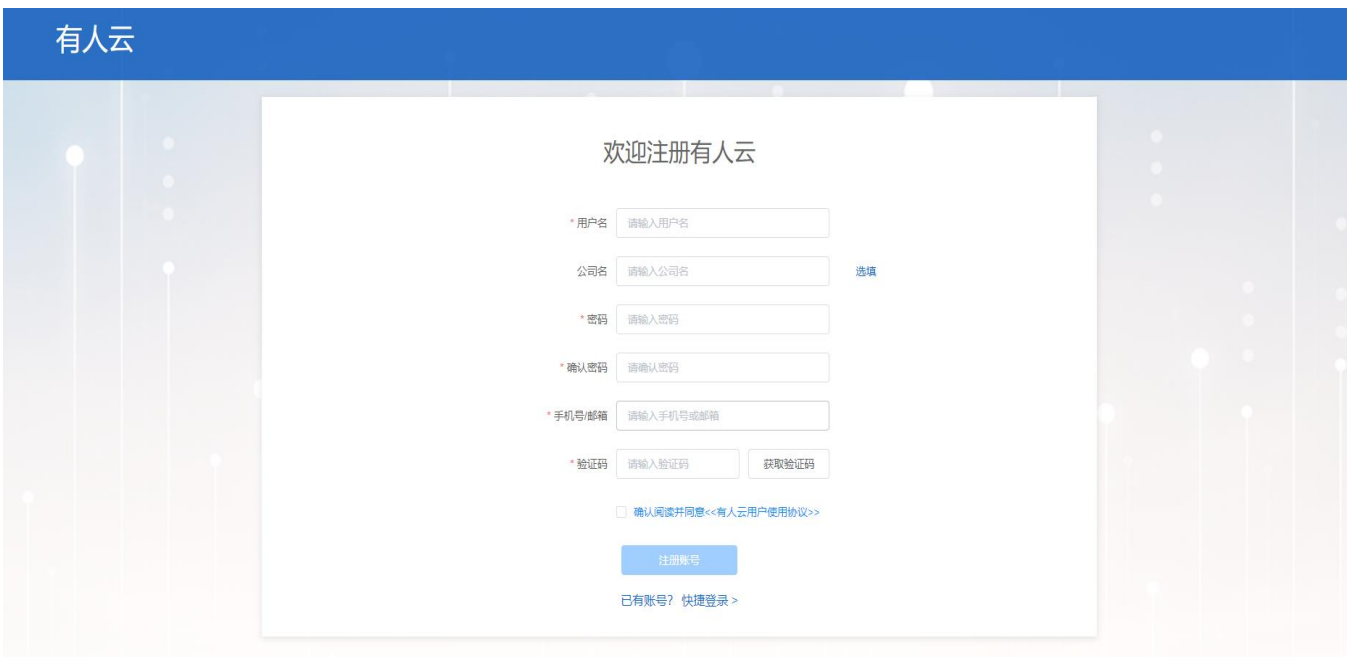 有人云
欢迎注册有人云
* 用户名 请输入用户名
公司名 请输入公司名 选填
* 密码 请输入密码
* 确认密码 请确认密码
* 手机号/邮箱 请输入手机号或邮箱
* 验证码 请输入验证码 获取验证码
确认阅读并同意<<有人云用户使用协议>>
注册账号
已有账号? 快捷登录 >